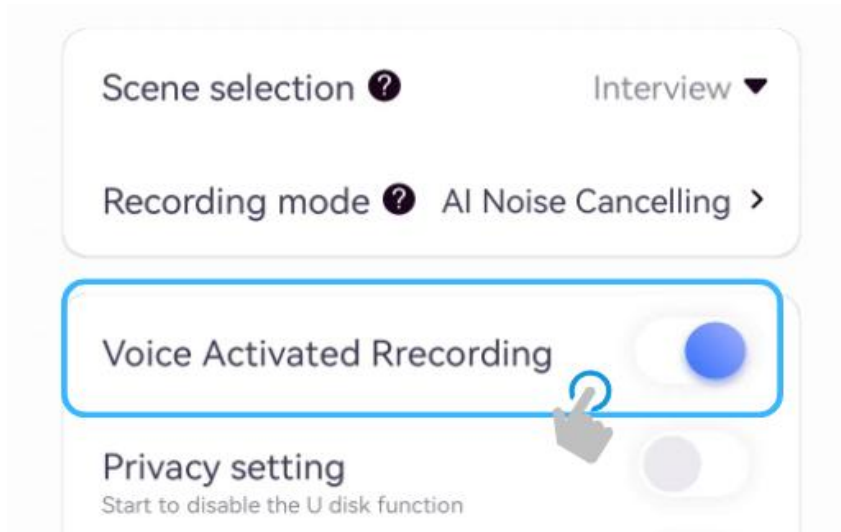 Scene selection ? Interview
Recording mode ? AI Noise Cancelling >
Voice Activated Rrecording
Privacy setting
Start to disable the U disk function